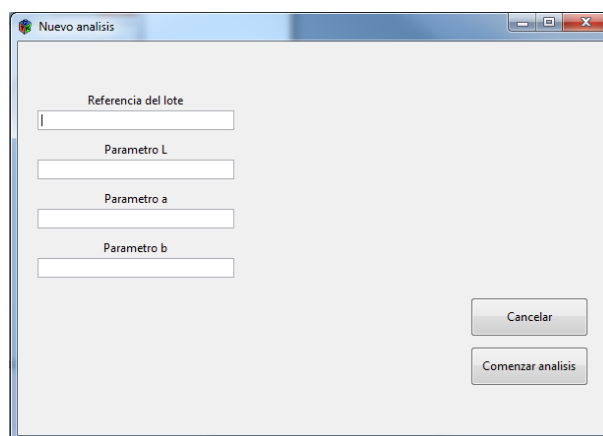 Nuevo analisis
Referencia del lote
Parametro L
Parametro a
Parametro b
Cancelar
Comenzar analisis